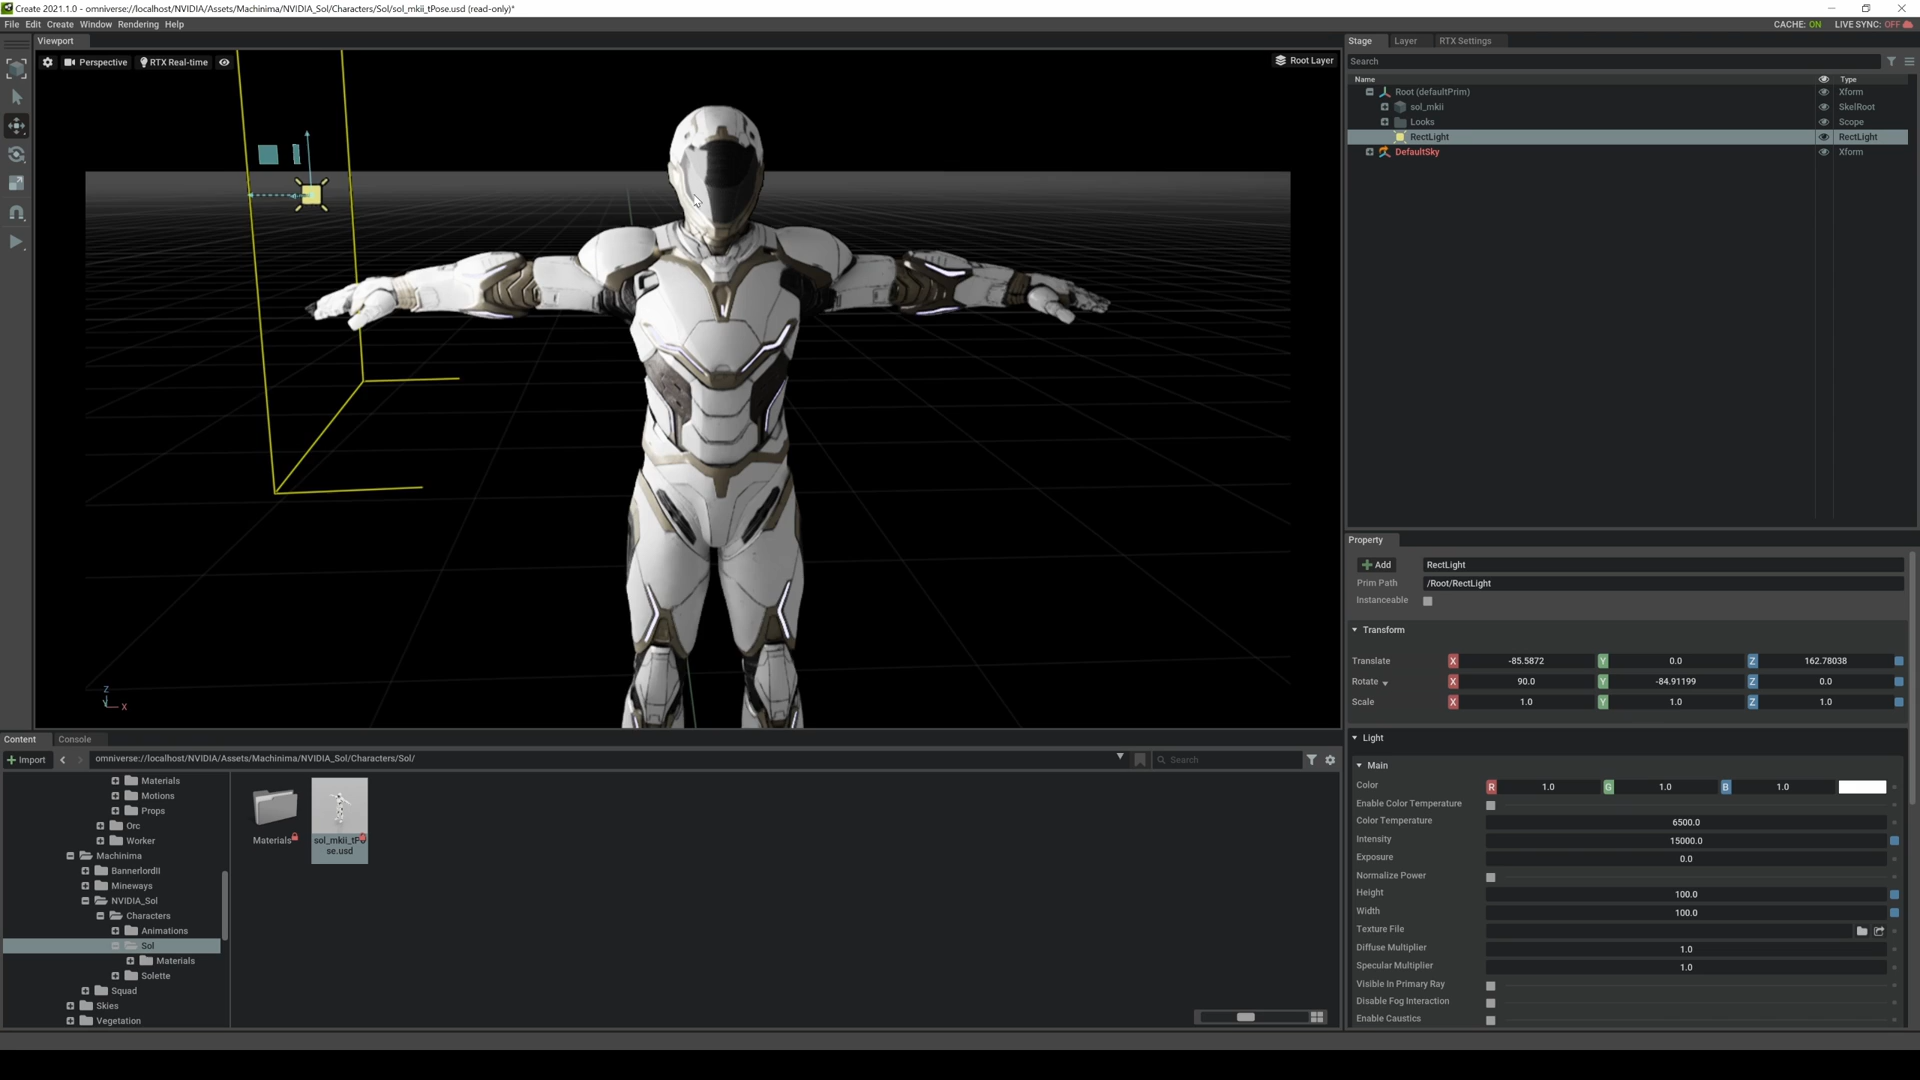 Create 2021.1.0 - omniverse://localhost/NVIDIA/Assets/Machinima/NVIDIA_Sol/Characters/Sol/sol_mkii_tPose.usd (read-only)*
File Edit Create Window Rendering Help
CACHE: ON LIVE SYNC: OFF
Viewport
Perspective RTX Real-time
Root Layer
Z
X
Stage Layer RTX Settings
Search
Name Type
Root (defaultPrim) Xform
sol_mkii SkelRoot
Looks Scope
RectLight RectLight
DefaultSky Xform
Property
Add RectLight
Prim Path /Root/RectLight
Instanceable
Transform
Translate X -85.5872 Y 0.0 Z 162.78038
Rotate X 90.0 Y -84.91199 Z 0.0
Scale X 1.0 Y 1.0 Z 1.0
Light
Main
Color R 1.0 G 1.0 B 1.0
Enable Color Temperature
Color Temperature 6500.0
Intensity 15000.0
Exposure 0.0
Normalize Power
Height 100.0
Width 100.0
Texture File
Diffuse Multiplier 1.0
Specular Multiplier 1.0
Visible In Primary Ray
Disable Fog Interaction
Enable Caustics
Content Console
Import omniverse://localhost/NVIDIA/Assets/Machinima/NVIDIA_Sol/Characters/Sol/ Search
Materials
Motions
Props
Orc
Worker
Machinima
BannerlordII
Mineways
NVIDIA_Sol
Characters
Animations
Sol
Materials
Solette
Squad
Skies
Vegetation
Materials
sol_mkii_tPo
se.usd